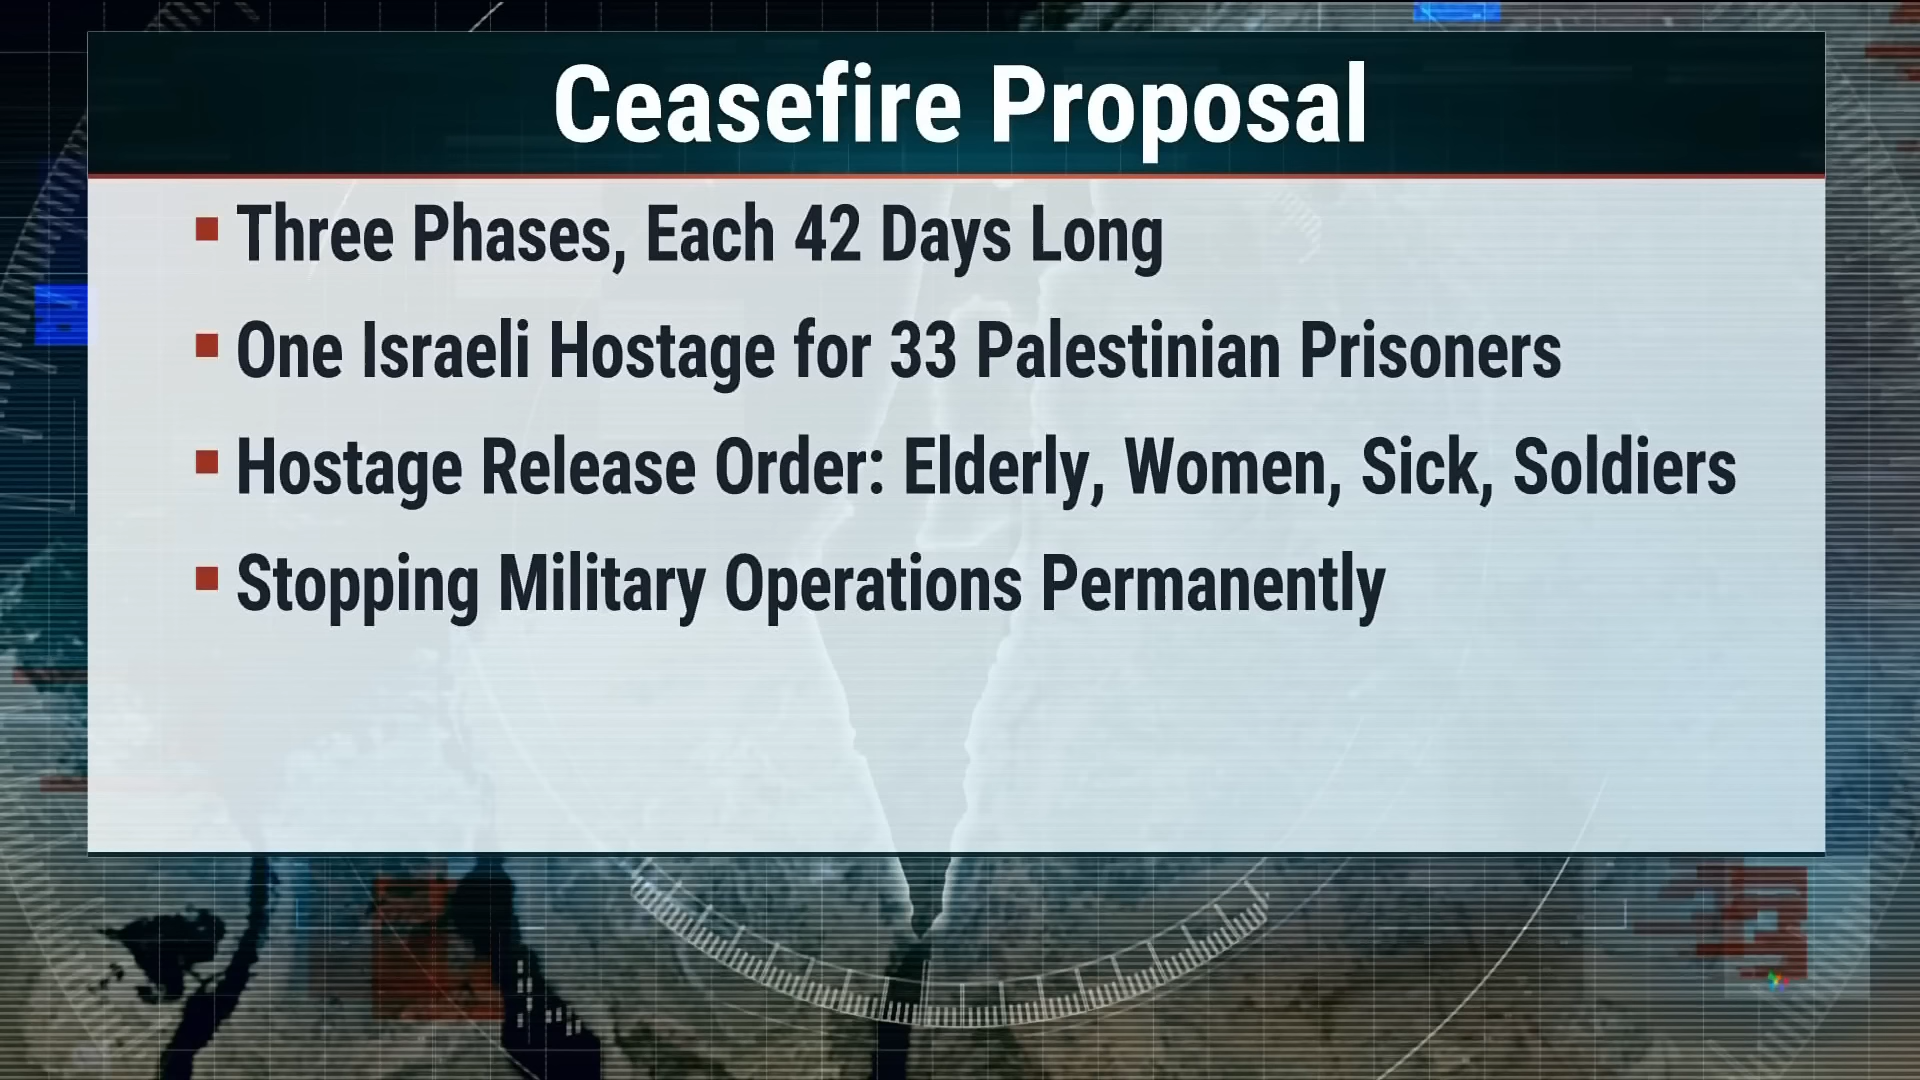 Ceasefire Proposal
Three Phases, Each 42 Days Long
One Israeli Hostage for 33 Palestinian Prisoners
Hostage Release Order: Elderly, Women, Sick, Soldiers
Stopping Military Operations Permanently